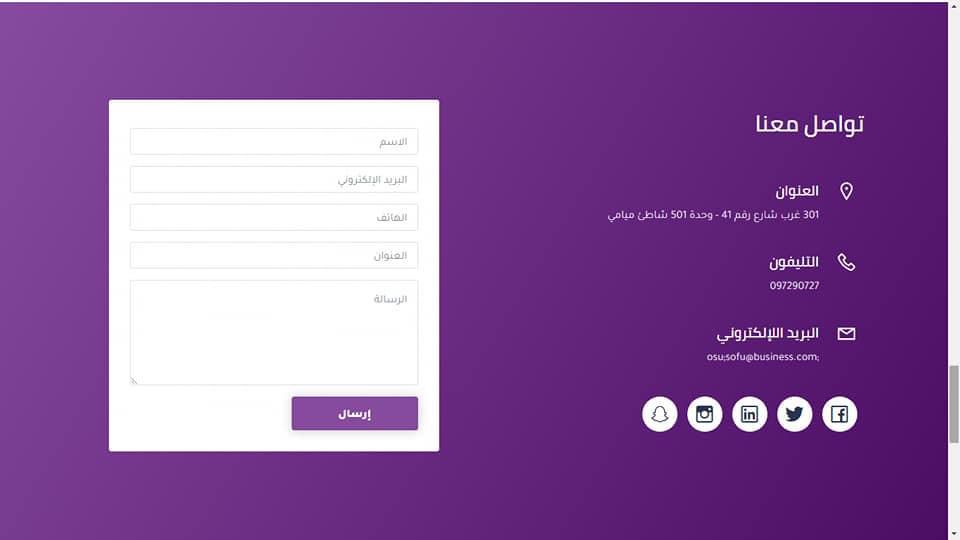 تواصل معنا
العنوان
301 غرب شارع رقم 41 - وحدة 501 شاطئ ميامي
التليفون
097290727
البريد اللإلكتروني
osu;sofu@business.com;
الاسم
البريد الإلكتروني
الهاتف
العنوان
الرسالة
إرسال